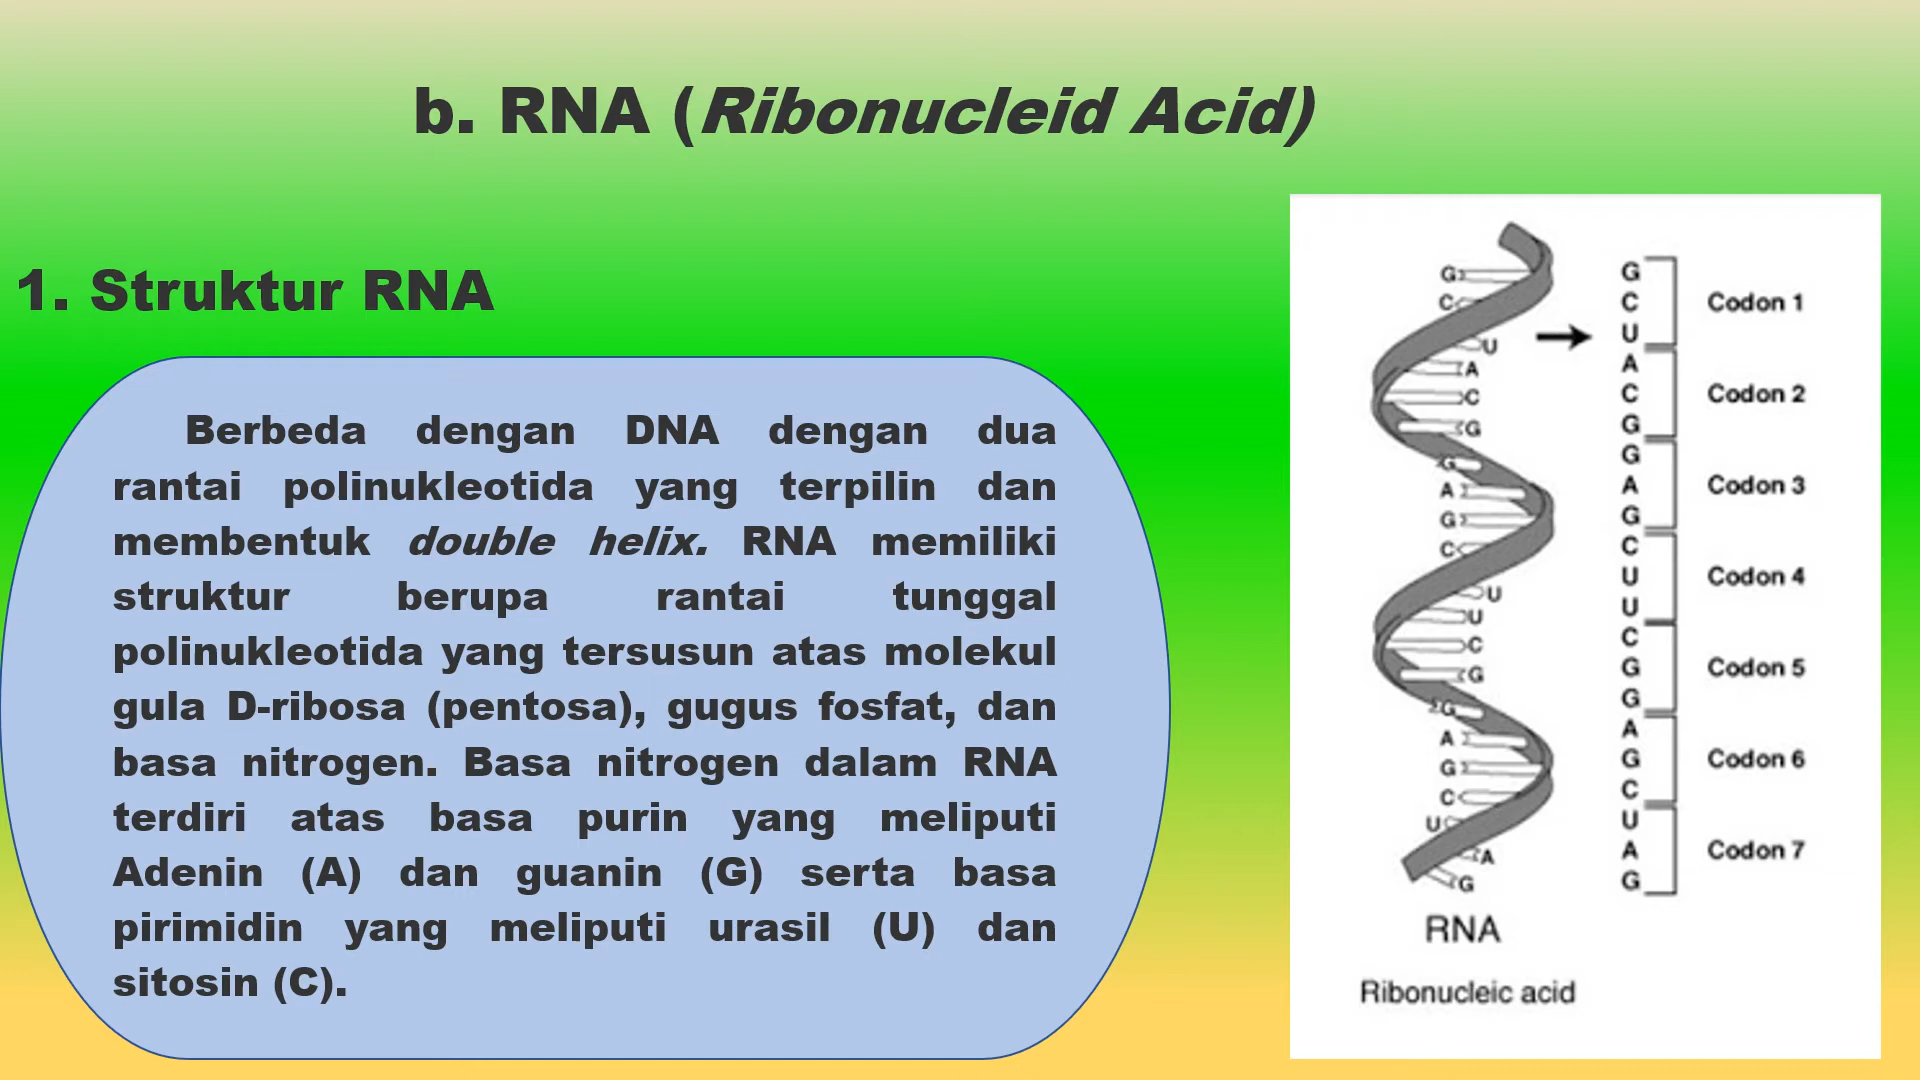 b. RNA (Ribonucleid Acid)
1. Struktur RNA
Berbeda dengan DNA dengan dua
rantai polinukleotida yang terpilin dan
membentuk double helix. RNA memiliki
struktur berupa rantai tunggal
polinukleotida yang tersusun atas molekul
gula D-ribosa (pentosa), gugus fosfat, dan
basa nitrogen. Basa nitrogen dalam RNA
terdiri atas basa purin yang meliputi
Adenin (A) dan guanin (G) serta basa
pirimidin yang meliputi urasil (U) dan
sitosin (C).
G
C
U
A
C
G
G
A
G
C
U
U
C
G
G
A
G
C
U
A
G
RNA
Ribonucleic acid
G
C
U
Codon 1
A
C
G
Codon 2
G
A
G
Codon 3
C
U
U
Codon 4
C
G
G
Codon 5
A
G
C
Codon 6
U
A
G
Codon 7